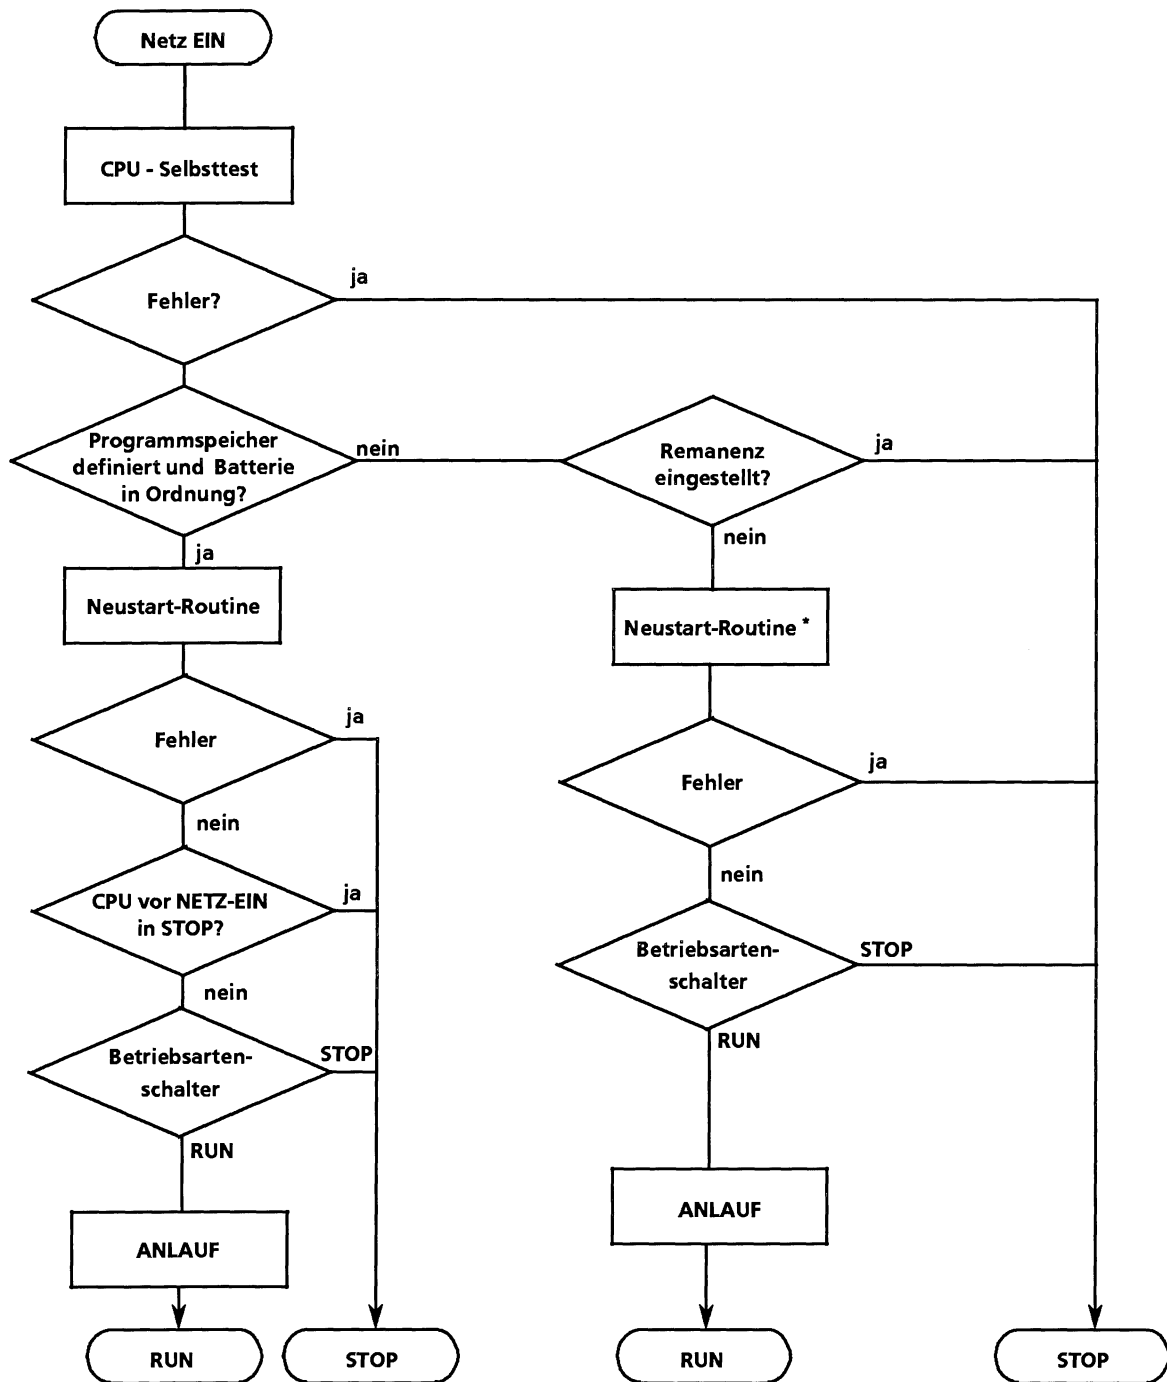 Netz EIN
CPU - Selbsttest
ja
Fehler?
Programmspeicher
definiert und Batterie
in Ordnung?
nein
Remanenz
eingestellt?
ja
nein
ja
Neustart-Routine
Neustart-Routine *
Fehler
ja
nein
Fehler
ja
nein
CPU vor NETZ-EIN
in STOP?
ja
nein
Betriebsarten-
schalter
STOP
RUN
Betriebsarten-
schalter
STOP
RUN
ANLAUF
ANLAUF
RUN
STOP
RUN
STOP